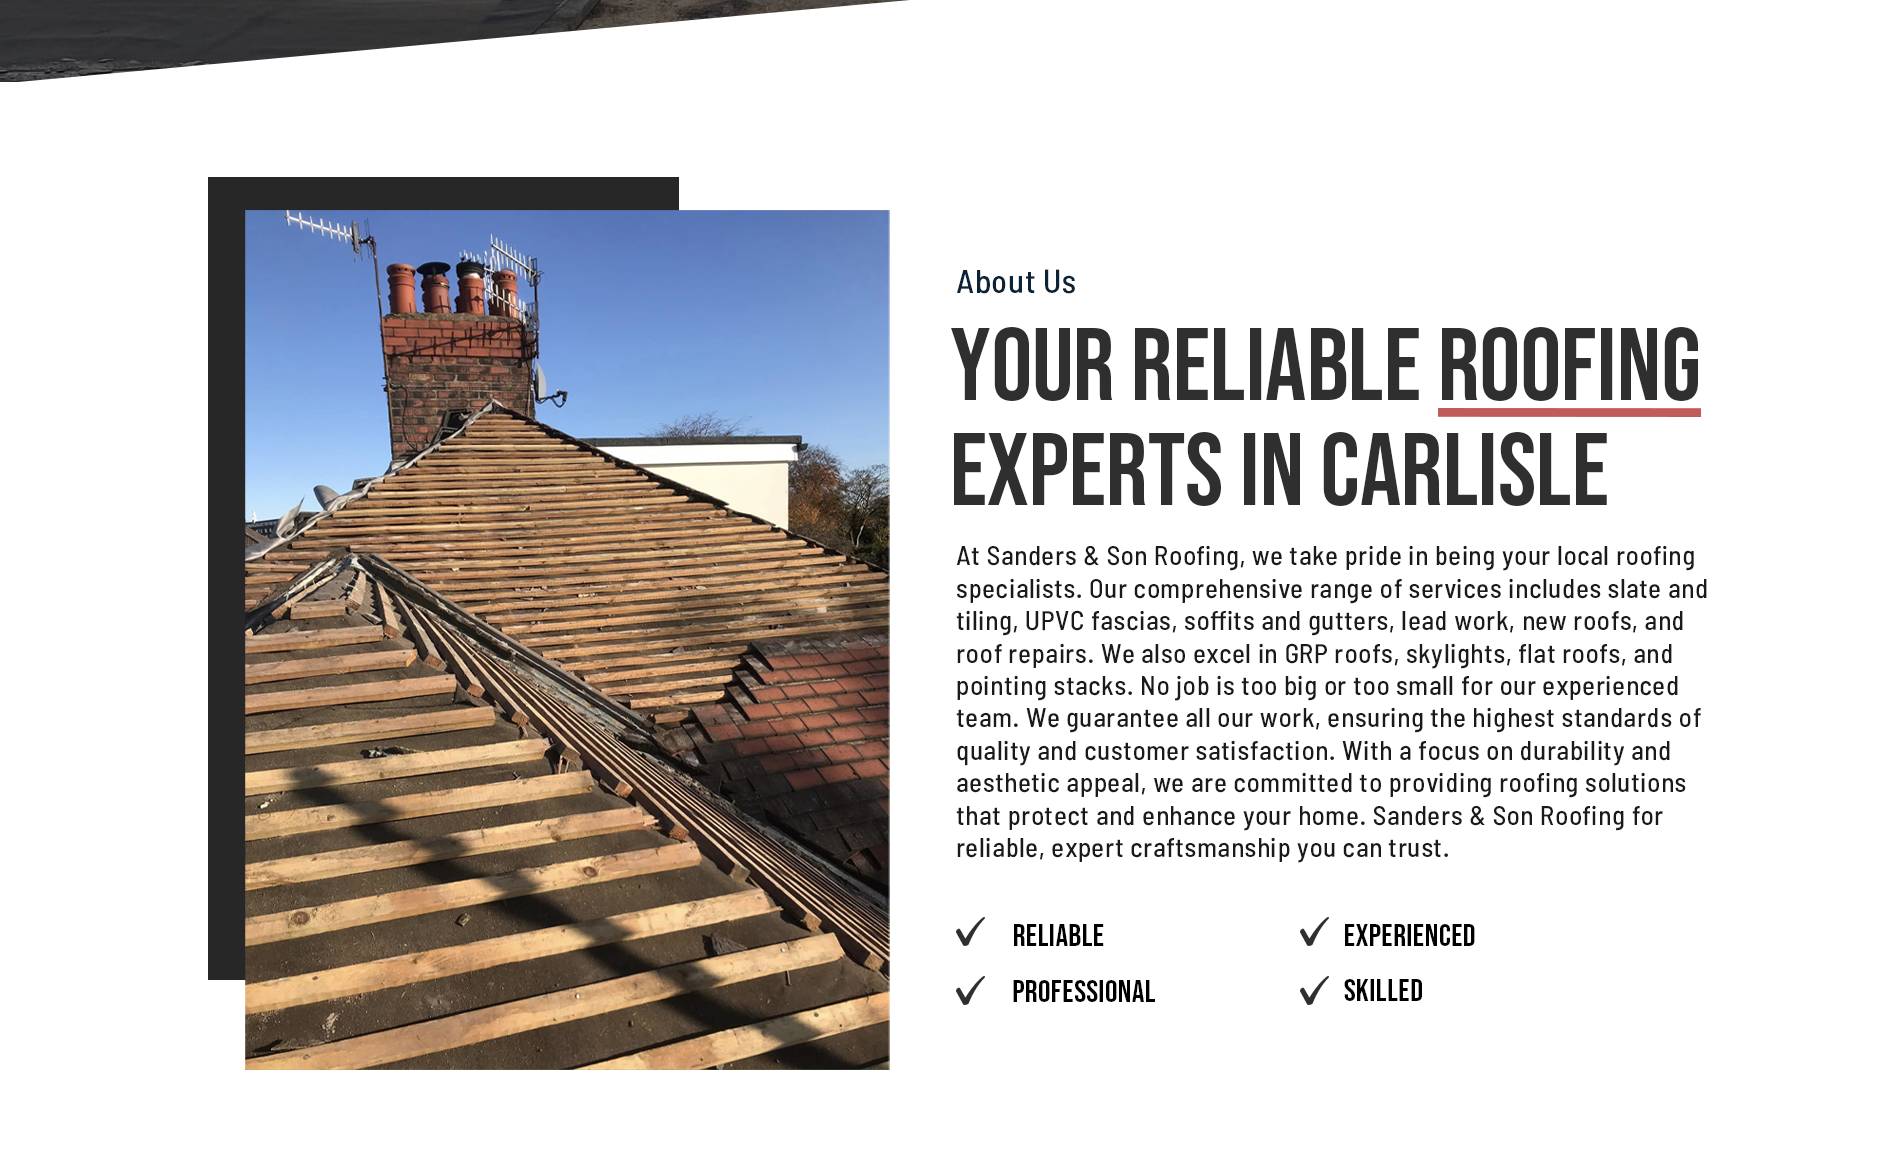 About Us
YOUR RELIABLE ROOFING
EXPERTS IN CARLISLE
At Sanders & Son Roofing, we take pride in being your local roofing
specialists. Our comprehensive range of services includes slate and
tiling, UPVC fascias, soffits and gutters, lead work, new roofs, and
roof repairs. We also excel in GRP roofs, skylights, flat roofs, and
pointing stacks. No job is too big or too small for our experienced
team. We guarantee all our work, ensuring the highest standards of
quality and customer satisfaction. With a focus on durability and
aesthetic appeal, we are committed to providing roofing solutions
that protect and enhance your home. Sanders & Son Roofing for
reliable, expert craftsmanship you can trust.
RELIABLE
EXPERIENCED
PROFESSIONAL
SKILLED